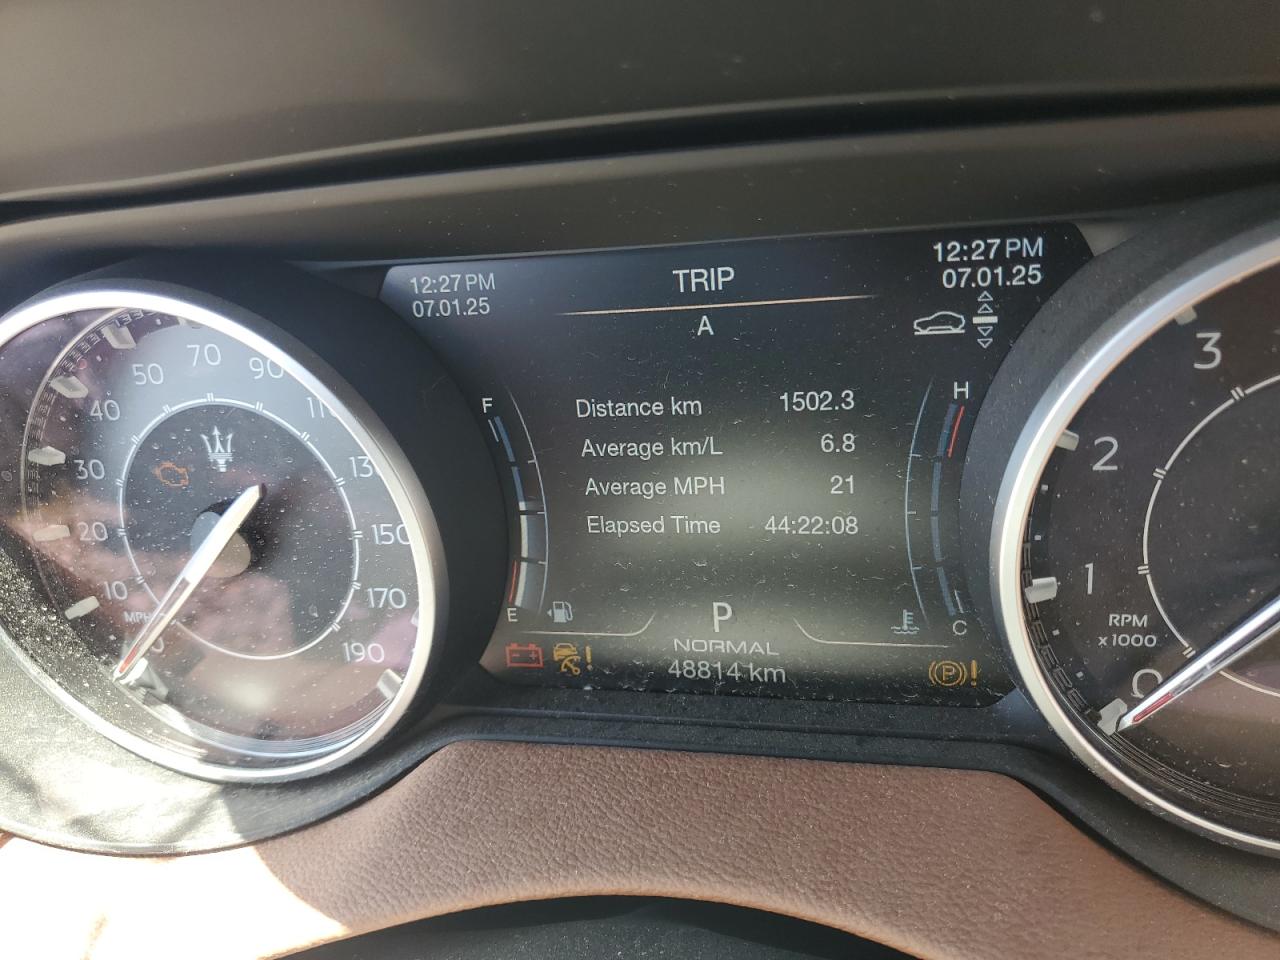 12:27 PM
07.01.25
TRIP
A
12:27 PM
07.01.25
F
E
Distance km 1502.3
Average km/L 6.8
Average MPH 21
Elapsed Time 44:22:08
H
C
P
NORMAL
48814 km
(P)!
10
20
30
40
50
70
90
150
170
190
MPH
0
1
2
3
RPM
x1000